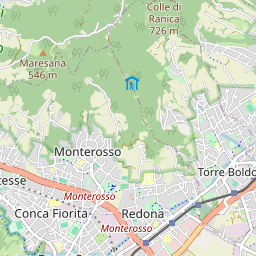 Colle di
Ranica
726 m
Maresana
546 m
Monterosso
Torre Boldo
esse
Monterosso
Conca Fiorita
Redona
Monterosso